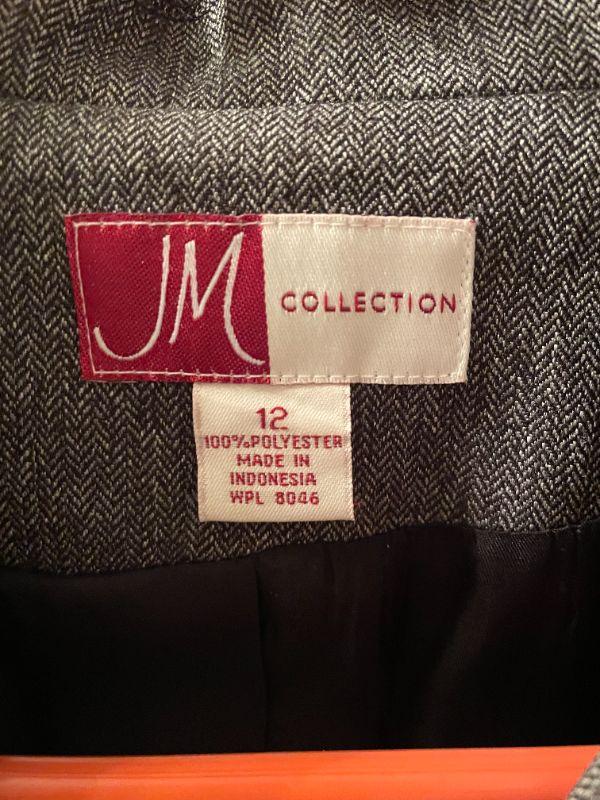 JM
COLLECTION
12
100%POLYESTER
MADE IN
INDONESIA
WPL 8046